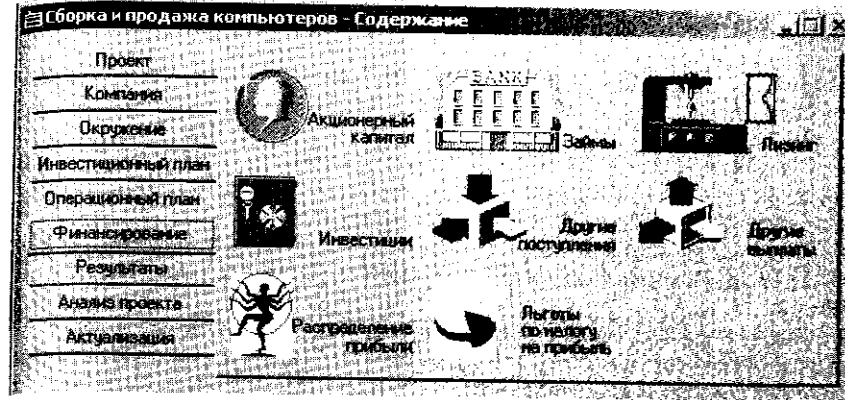 Сборка и продажа компьютеров - Содержание
Проект
Компания
Окружение
Инвестиционный план
Операционный план
Финансирование
Результаты
Анализ проекта
Актуализация
Акционерный
капитал
BANK
Займы
Лизинг
Инвестиции
Другие
поступления
Другие
выплаты
Распределение
прибыли
Льготы
по налогу
на прибыль